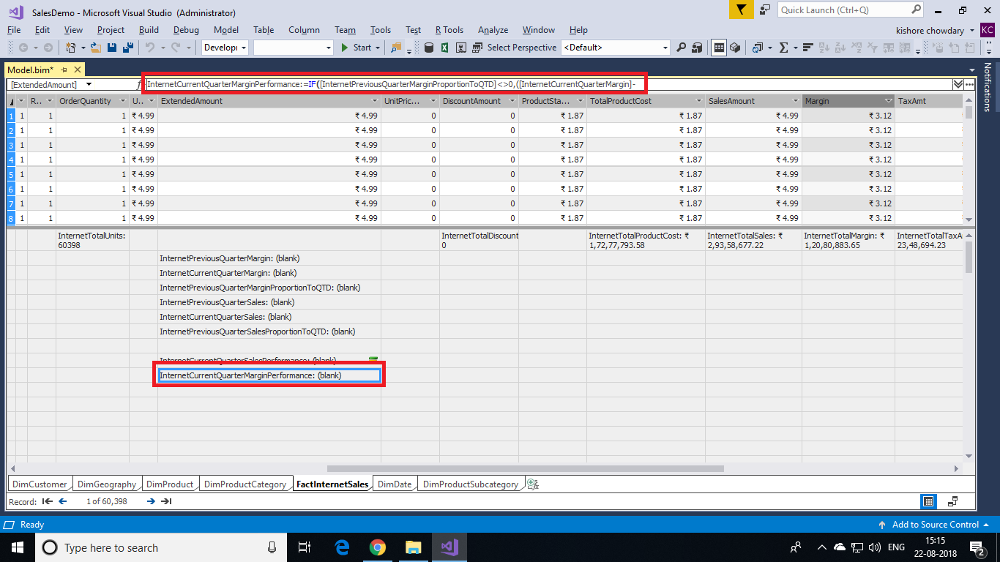 SalesDemo - Microsoft Visual Studio (Administrator)
Quick Launch (Ctrl+Q)
File Edit View Project Build Debug Model Table Column Team Tools Test R Tools Analyze Window Help
kishore chowdary KC
Develop Start Select Perspective <Default>
Model.bim*
Notifications
[ExtendedAmount] InternetCurrentQuarterMarginPerformance:=IF([InternetPreviousQuarterMarginProportionToQTD]<>0,([InternetCurrentQuarterMargin]-
R... OrderQuantity U... ExtendedAmount UnitPric... DiscountAmount ProductSta... TotalProductCost SalesAmount Margin TaxAmt
1 1 1 1 ₹ 4.99 ₹ 4.99 0 0 ₹ 1.87 ₹ 1.87 ₹ 4.99 ₹ 3.12
2 1 1 1 ₹ 4.99 ₹ 4.99 0 0 ₹ 1.87 ₹ 1.87 ₹ 4.99 ₹ 3.12
3 1 1 1 ₹ 4.99 ₹ 4.99 0 0 ₹ 1.87 ₹ 1.87 ₹ 4.99 ₹ 3.12
4 1 1 1 ₹ 4.99 ₹ 4.99 0 0 ₹ 1.87 ₹ 1.87 ₹ 4.99 ₹ 3.12
5 1 1 1 ₹ 4.99 ₹ 4.99 0 0 ₹ 1.87 ₹ 1.87 ₹ 4.99 ₹ 3.12
6 1 1 1 ₹ 4.99 ₹ 4.99 0 0 ₹ 1.87 ₹ 1.87 ₹ 4.99 ₹ 3.12
7 1 1 1 ₹ 4.99 ₹ 4.99 0 0 ₹ 1.87 ₹ 1.87 ₹ 4.99 ₹ 3.12
8 1 1 1 ₹ 4.99 ₹ 4.99 0 0 ₹ 1.87 ₹ 1.87 ₹ 4.99 ₹ 3.12
InternetTotalUnits: InternetTotalDiscount InternetTotalProductCost: ₹ InternetTotalSales: ₹ InternetTotalMargin: ₹ InternetTotalTaxA
60398 0 1,72,77,793.58 2,93,58,677.22 1,20,80,883.65 23,48,694.23
InternetPreviousQuarterMargin: (blank)
InternetCurrentQuarterMargin: (blank)
InternetPreviousQuarterMarginProportionToQTD: (blank)
InternetPreviousQuarterSales: (blank)
InternetCurrentQuarterSales: (blank)
InternetPreviousQuarterSalesProportionToQTD: (blank)
InternetCurrentQuarterSalesPerformance: (blank)
InternetCurrentQuarterMarginPerformance: (blank)
DimCustomer DimGeography DimProduct DimProductCategory FactInternetSales DimDate DimProductSubcategory
Record: 1 of 60,398
Ready Add to Source Control
Type here to search ENG 15:15
22-08-2018 2